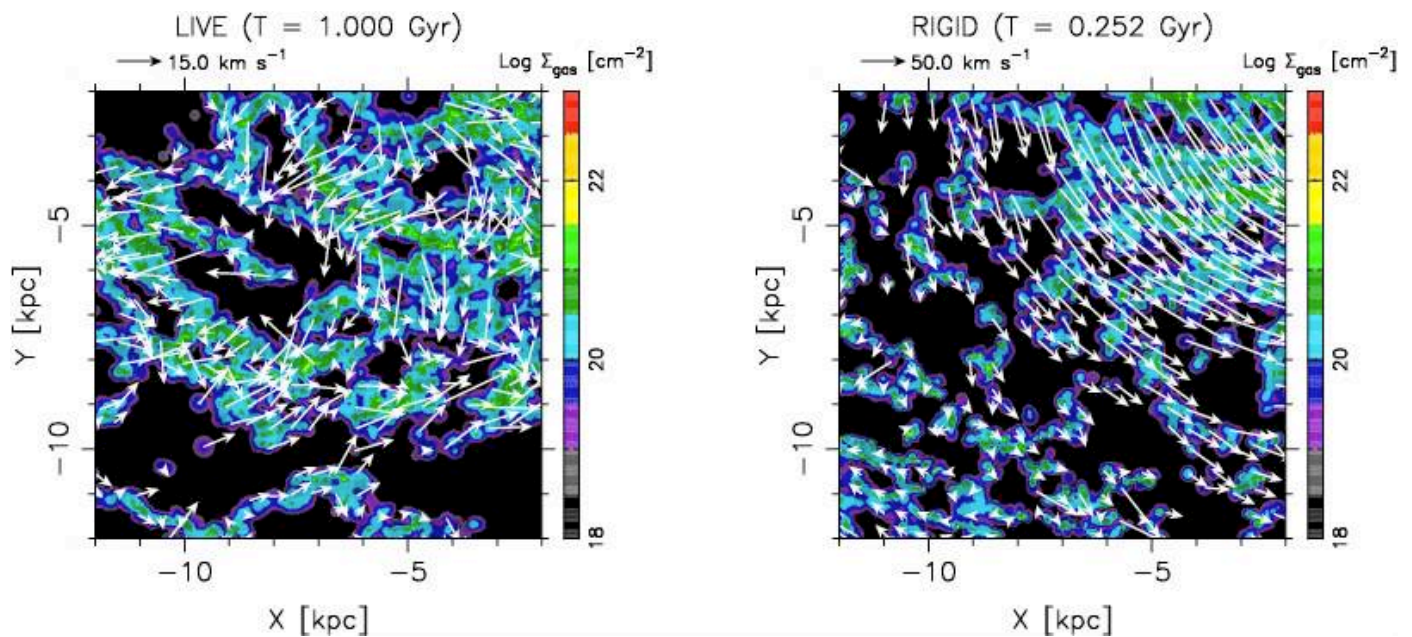 LIVE (T = 1.000 Gyr)
15.0 km s⁻¹
Log Σgas [cm⁻²]
22
20
18
−5
−10
Y [kpc]
−10
−5
X [kpc]
RIGID (T = 0.252 Gyr)
50.0 km s⁻¹
Log Σgas [cm⁻²]
22
20
18
−5
−10
Y [kpc]
−10
−5
X [kpc]